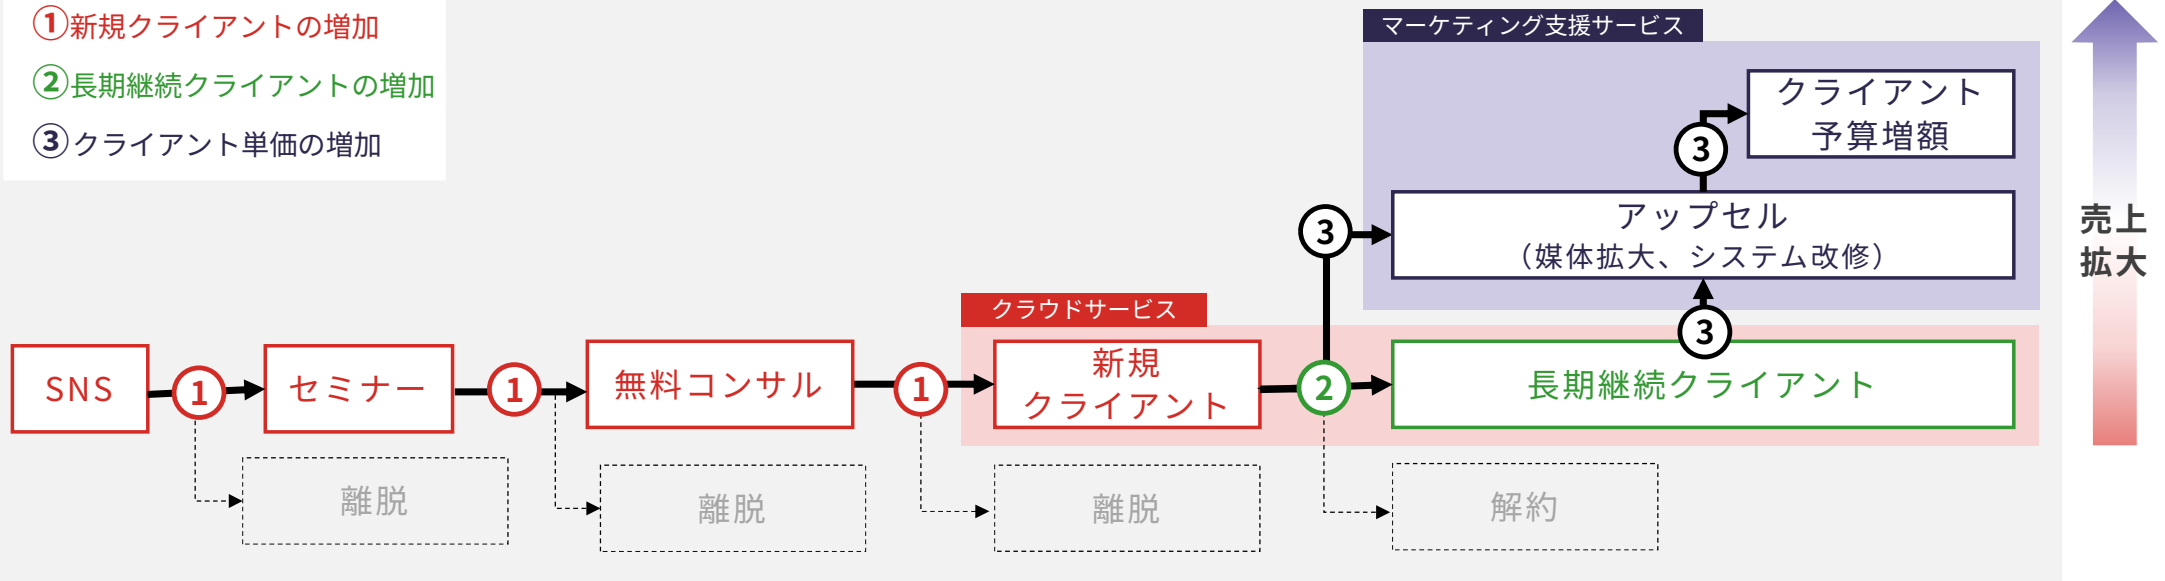 ①新規クライアントの増加
②長期継続クライアントの増加
③クライアント単価の増加
マーケティング支援サービス
クライアント
予算増額
3
アップセル
（媒体拡大、システム改修）
3
3
売上
拡大
クラウドサービス
SNS
1
セミナー
1
無料コンサル
1
新規
クライアント
2
長期継続クライアント
離脱
離脱
離脱
解約